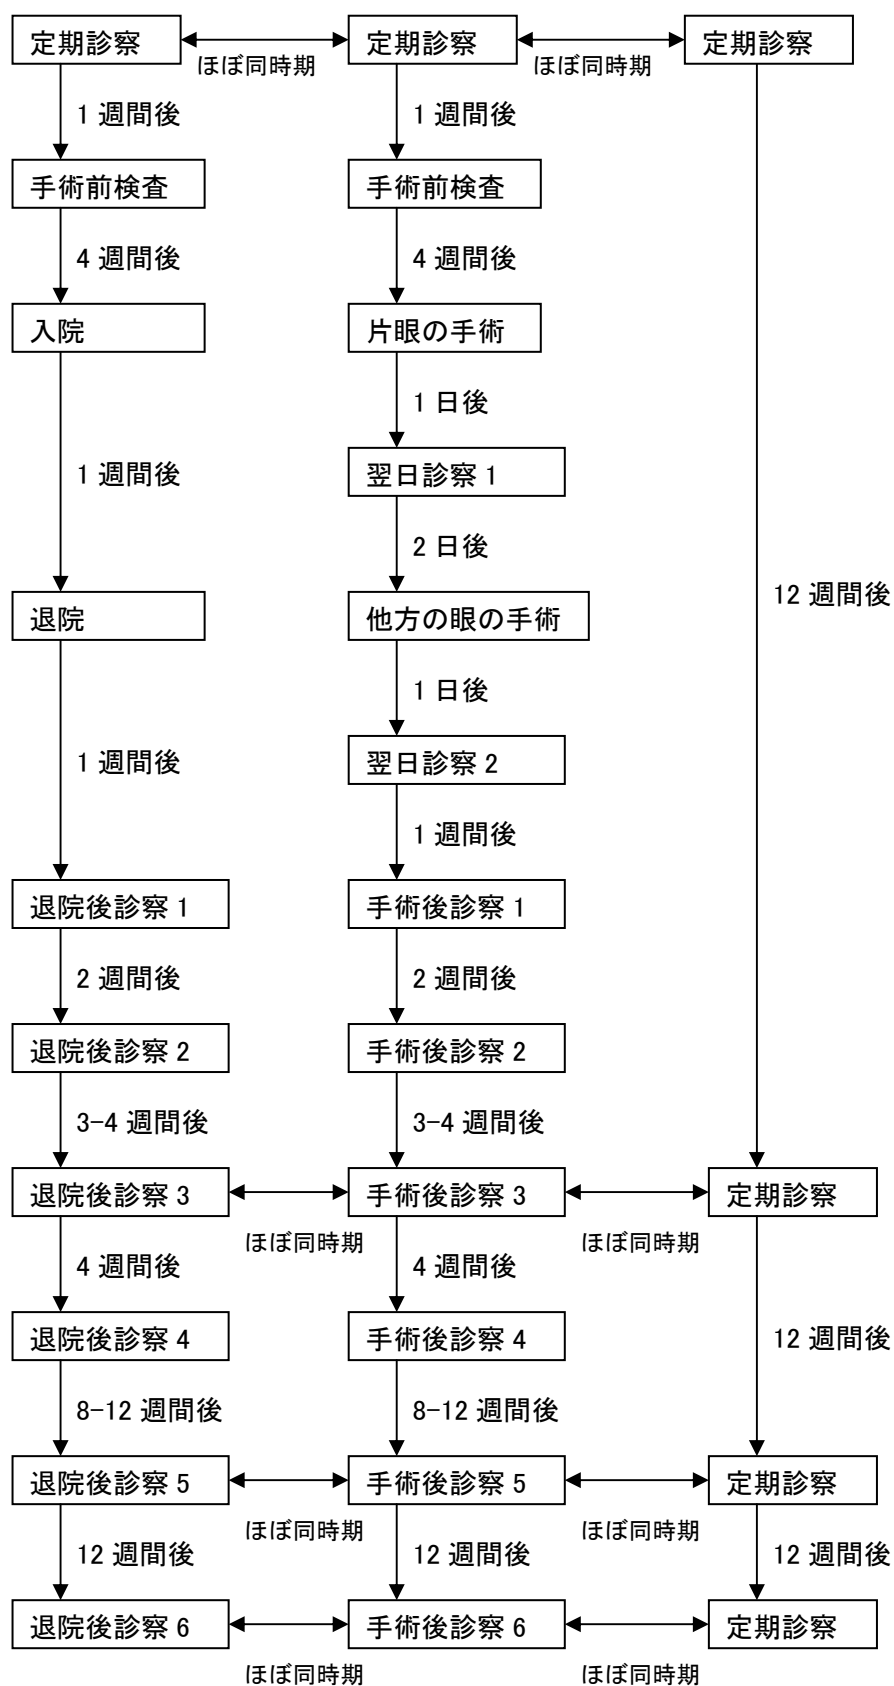 定期診察 定期診察 定期診察
ほぼ同時期 ほぼ同時期
1 週間後 1 週間後
手術前検査 手術前検査
4 週間後 4 週間後
入院 片眼の手術
1 日後
1 週間後 翌日診察 1
2 日後
12 週間後
退院 他方の眼の手術
1 日後
1 週間後 翌日診察 2
1 週間後
退院後診察 1 手術後診察 1
2 週間後 2 週間後
退院後診察 2 手術後診察 2
3-4 週間後 3-4 週間後
退院後診察 3 手術後診察 3 定期診察
ほぼ同時期 ほぼ同時期
4 週間後 4 週間後
退院後診察 4 手術後診察 4 12 週間後
8-12 週間後 8-12 週間後
退院後診察 5 手術後診察 5 定期診察
ほぼ同時期 ほぼ同時期
12 週間後 12 週間後 12 週間後
退院後診察 6 手術後診察 6 定期診察
ほぼ同時期 ほぼ同時期